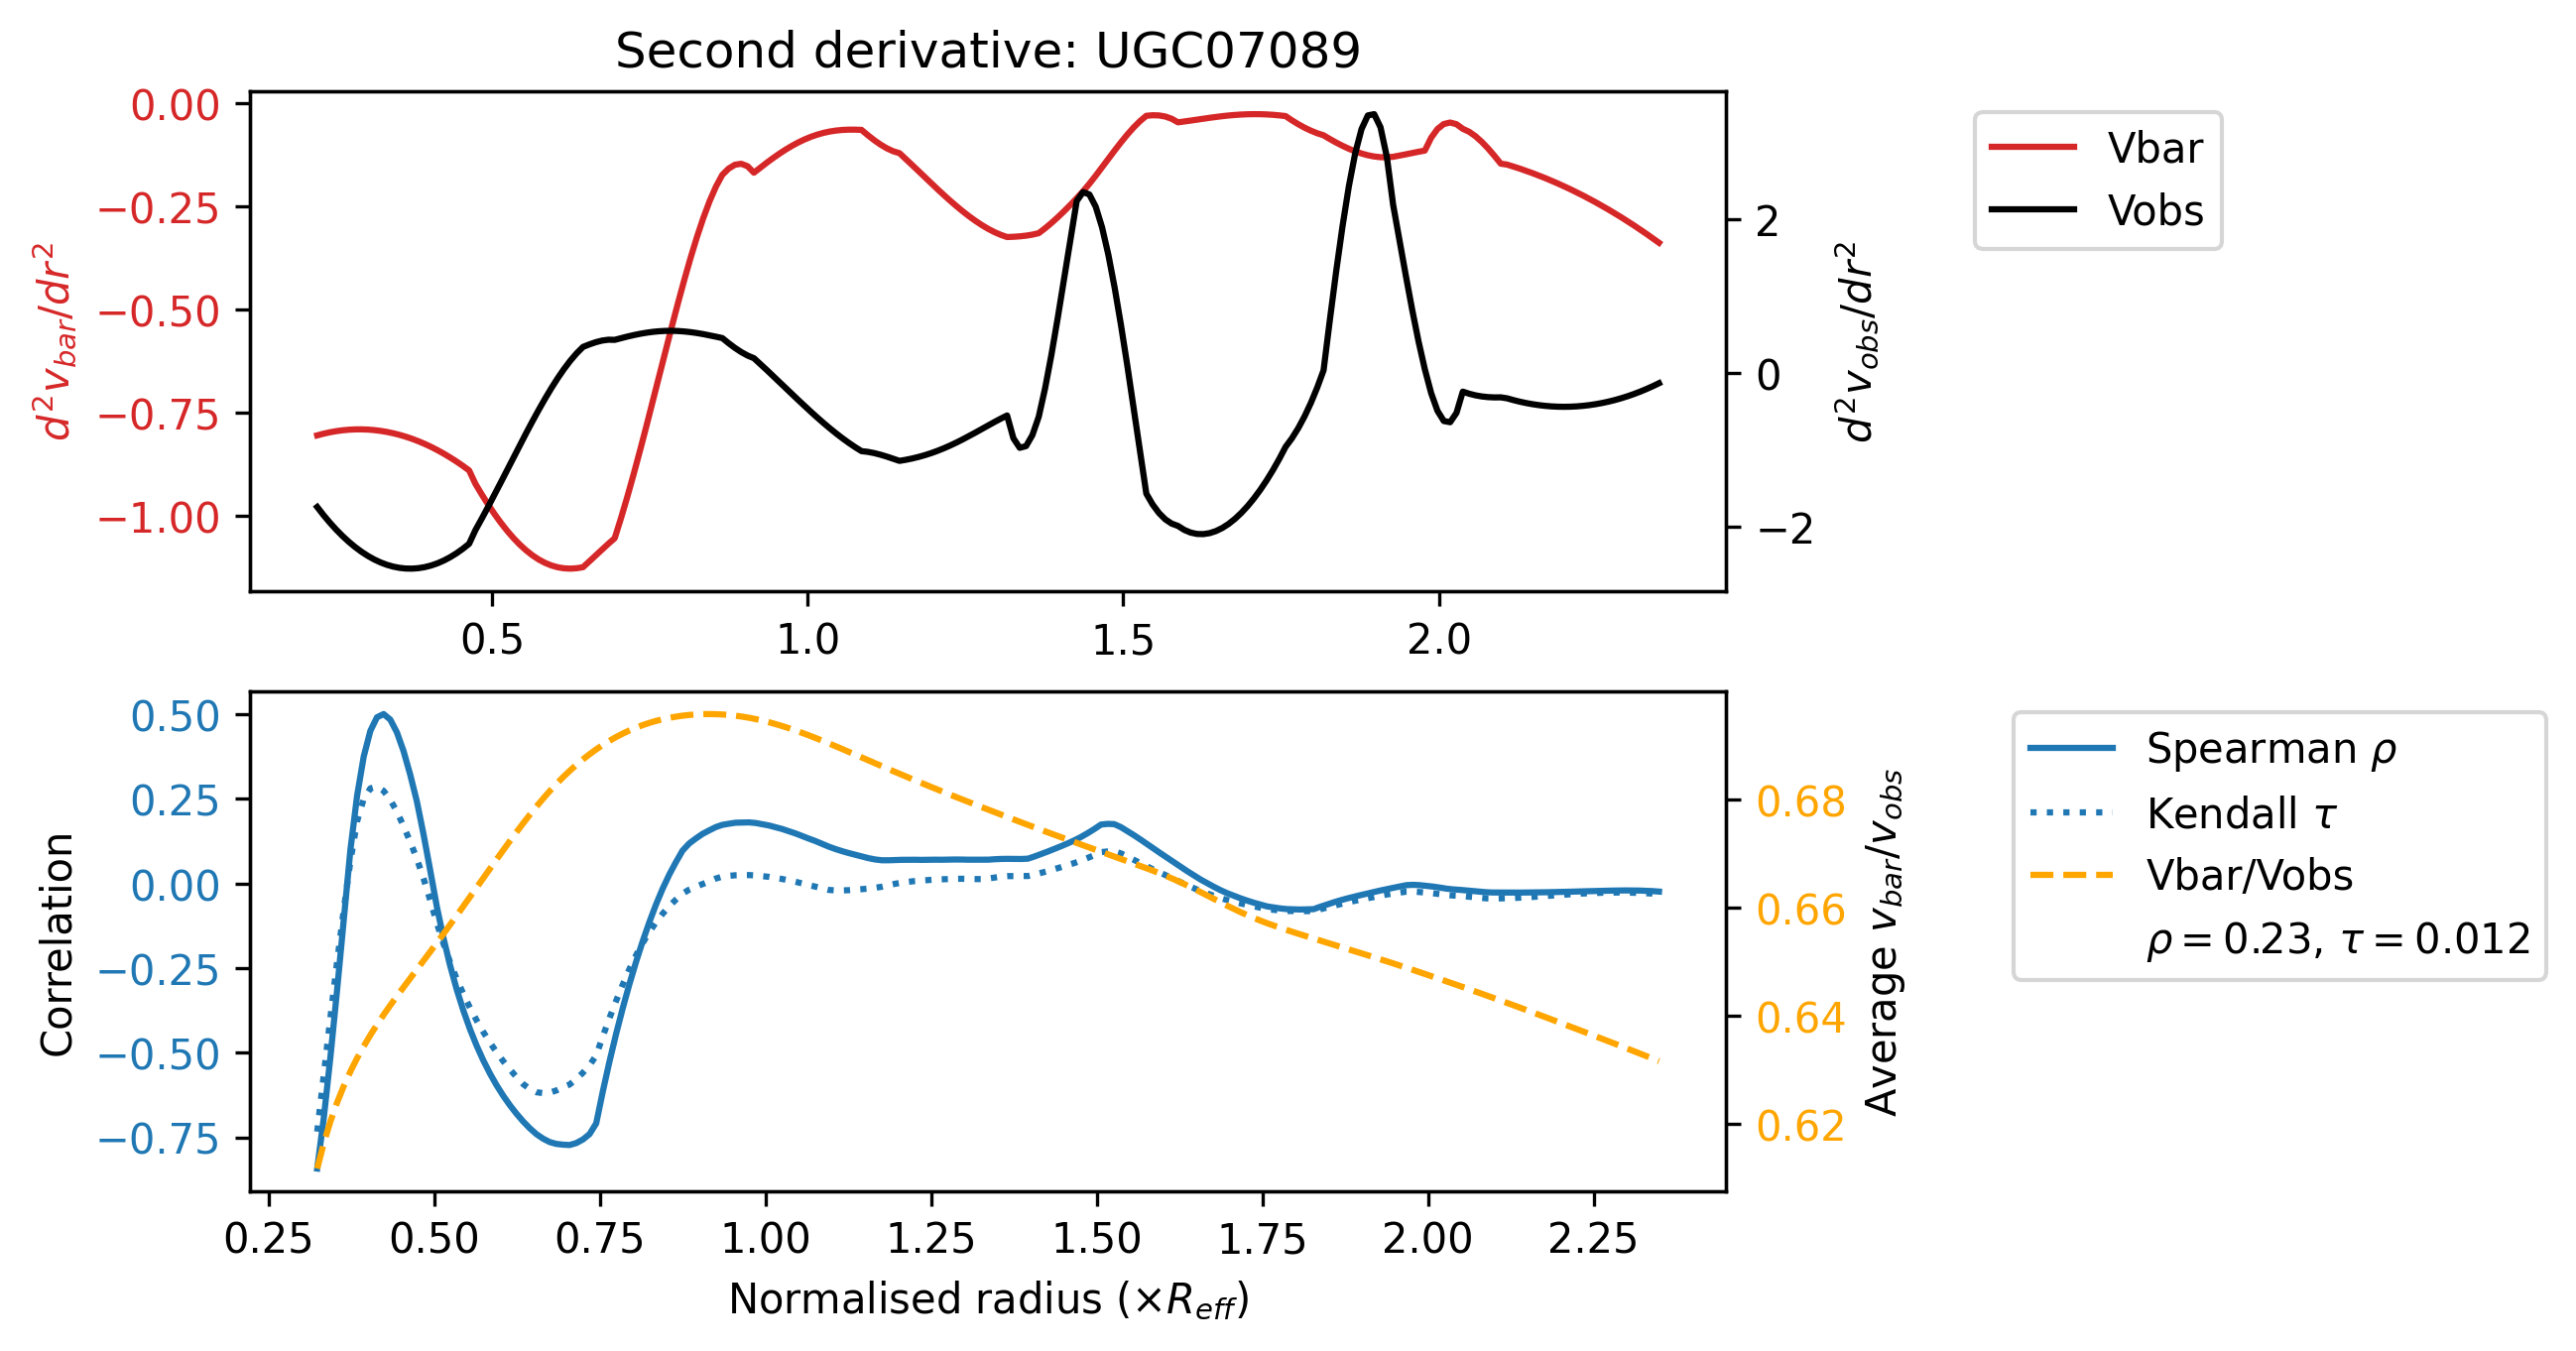 Second derivative: UGC07089
0.00
−0.25
−0.50
−0.75
−1.00
d²v_bar/dr²
2
0
−2
d²v_obs/dr²
0.5 1.0 1.5 2.0
Vbar
Vobs
0.50
0.25
0.00
−0.25
−0.50
−0.75
Correlation
0.68
0.66
0.64
0.62
Average v_bar/v_obs
0.25 0.50 0.75 1.00 1.25 1.50 1.75 2.00 2.25
Normalised radius (×R_eff)
Spearman ρ
Kendall τ
Vbar/Vobs
ρ = 0.23, τ = 0.012